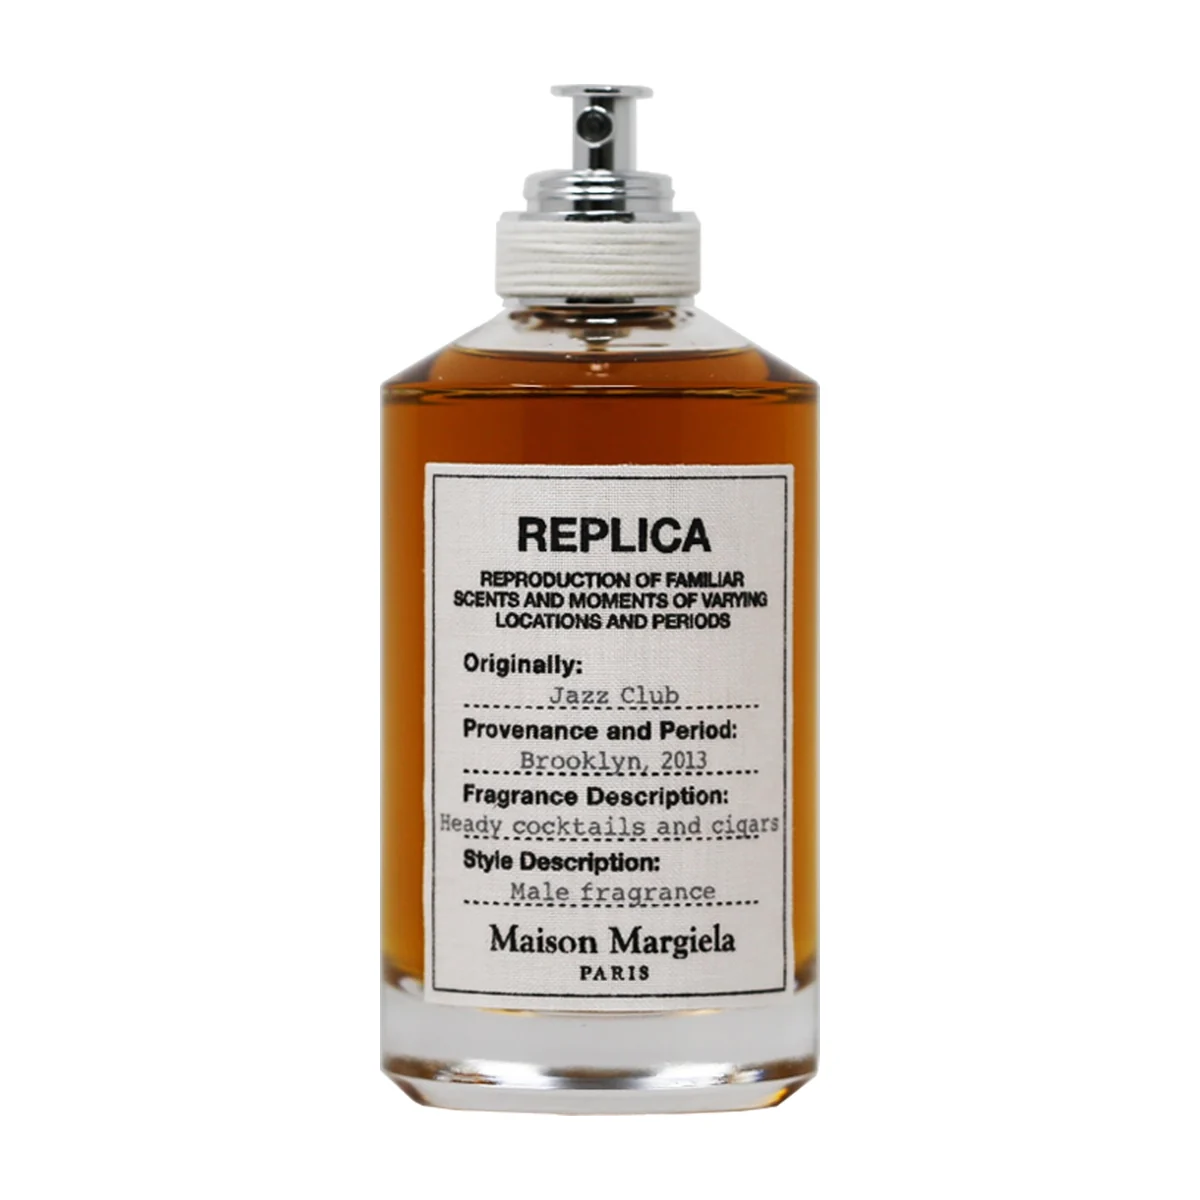 REPLICA
REPRODUCTION OF FAMILIAR
SCENTS AND MOMENTS OF VARYING
LOCATIONS AND PERIODS
Originally:
Jazz Club
Provenance and Period:
Brooklyn, 2013
Fragrance Description:
Heady cocktails and cigars
Style Description:
Male fragrance
Maison Margiela
PARIS